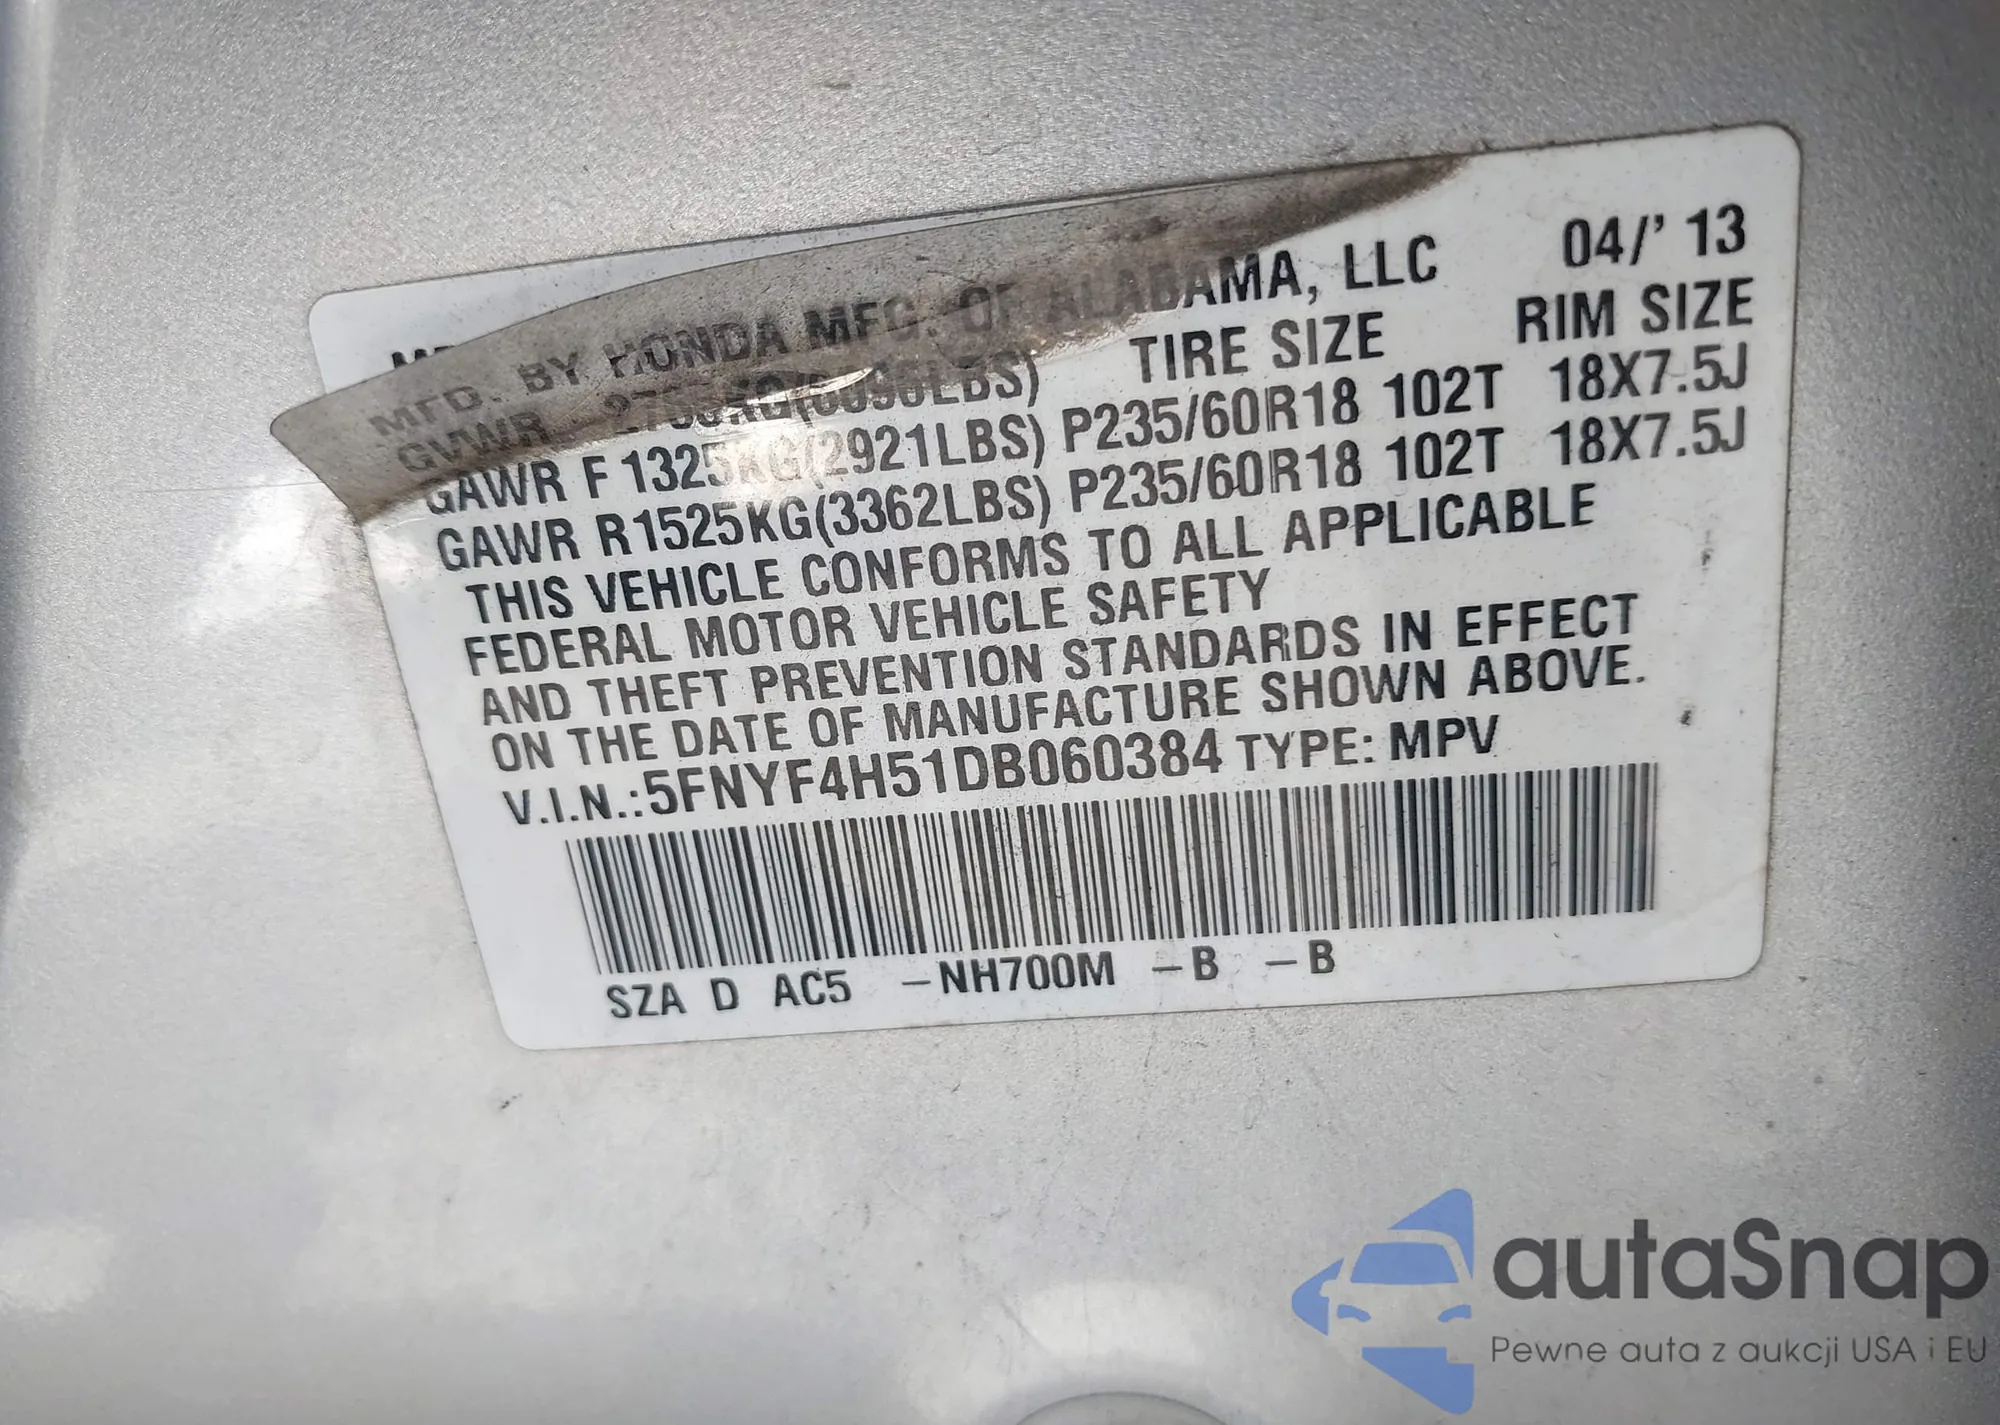 MFD. BY HONDA MFG. OF ALABAMA, LLC 04/'13
GVWR TIRE SIZE RIM SIZE
GAWR F 1325KG(2921LBS) P235/60R18 102T 18X7.5J
GAWR R1525KG(3362LBS) P235/60R18 102T 18X7.5J
THIS VEHICLE CONFORMS TO ALL APPLICABLE
FEDERAL MOTOR VEHICLE SAFETY
AND THEFT PREVENTION STANDARDS IN EFFECT
ON THE DATE OF MANUFACTURE SHOWN ABOVE.
V.I.N.:5FNYF4H51DB060384 TYPE: MPV
SZA D AC5 -NH700M -B -B
autaSnap
Pewne auta z aukcji USA i EU